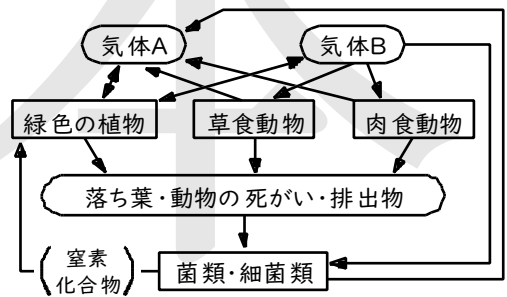 気体A
気体B
緑色の植物
草食動物
肉食動物
落ち葉・動物の死がい・排出物
窒素
化合物
菌類・細菌類